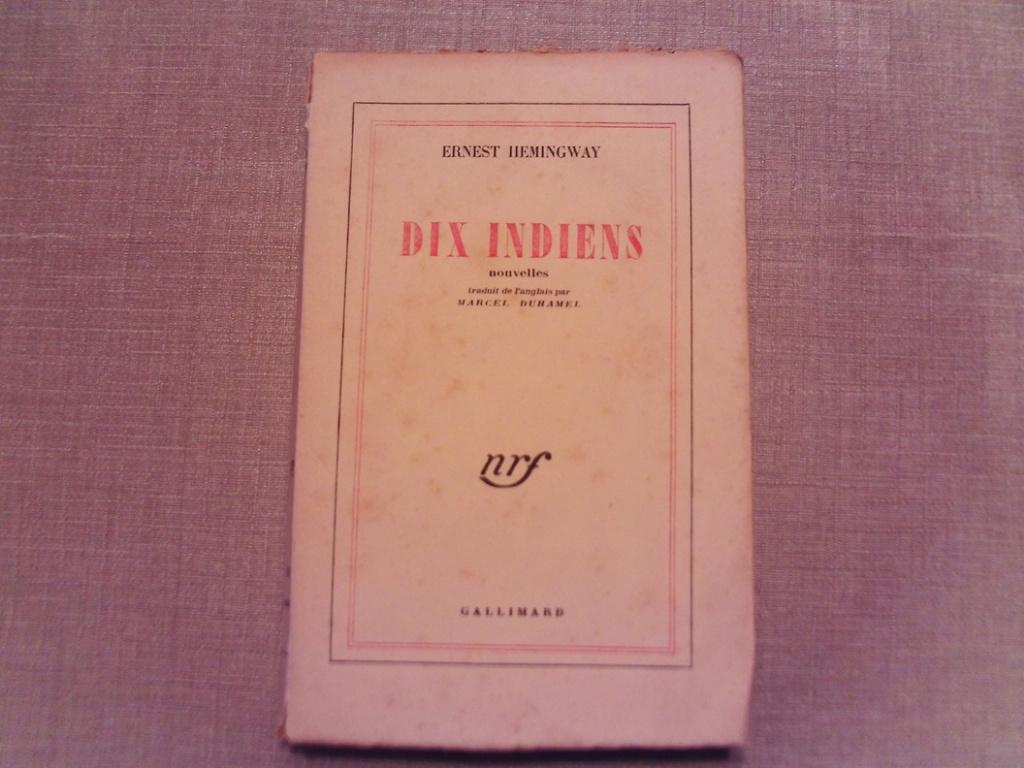 ERNEST HEMINGWAY
DIX INDIENS
nouvelles
traduit de l'anglais par
MARCEL DUHAMEL
nrf
GALLIMARD